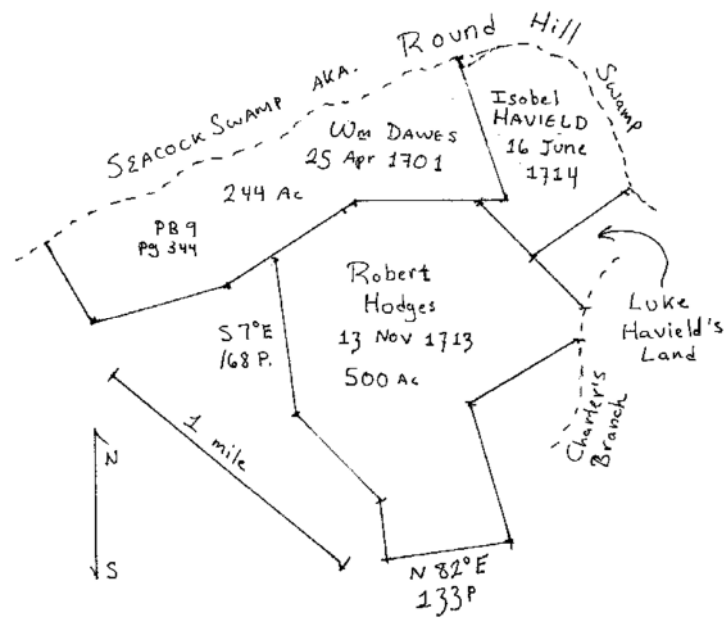 SEACOCK SWAMP AKA. Round Hill Swamp
Isobel
HAVIELD
16 June
1714
Wm DAWES
25 Apr 1701
244 Ac
PB 9
Pg 344
Robert
Hodges
13 Nov 1713
500 Ac
S 7° E
168 P.
Luke
Havield's
Land
Charter's
Branch
1 mile
N
S
N 82° E
133 P